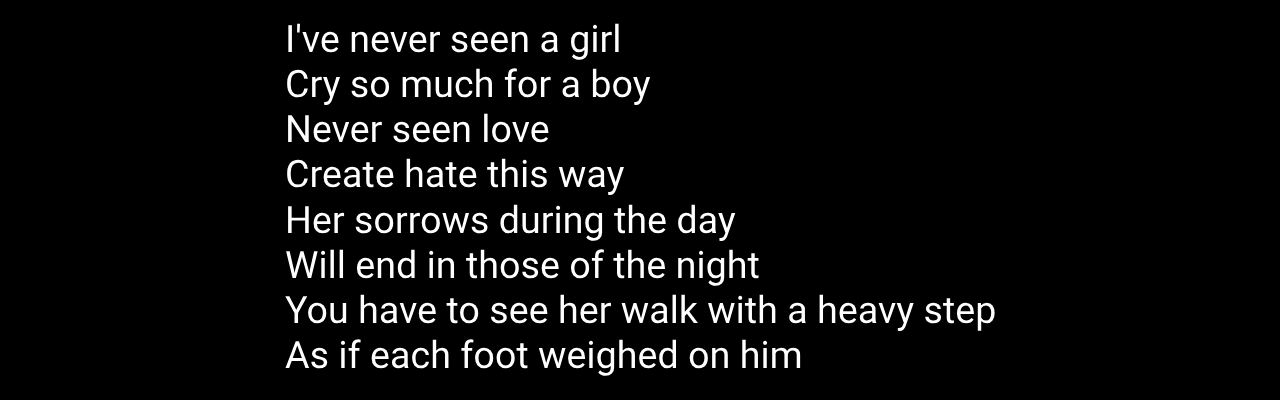 I've never seen a girl
Cry so much for a boy
Never seen love
Create hate this way
Her sorrows during the day
Will end in those of the night
You have to see her walk with a heavy step
As if each foot weighed on him